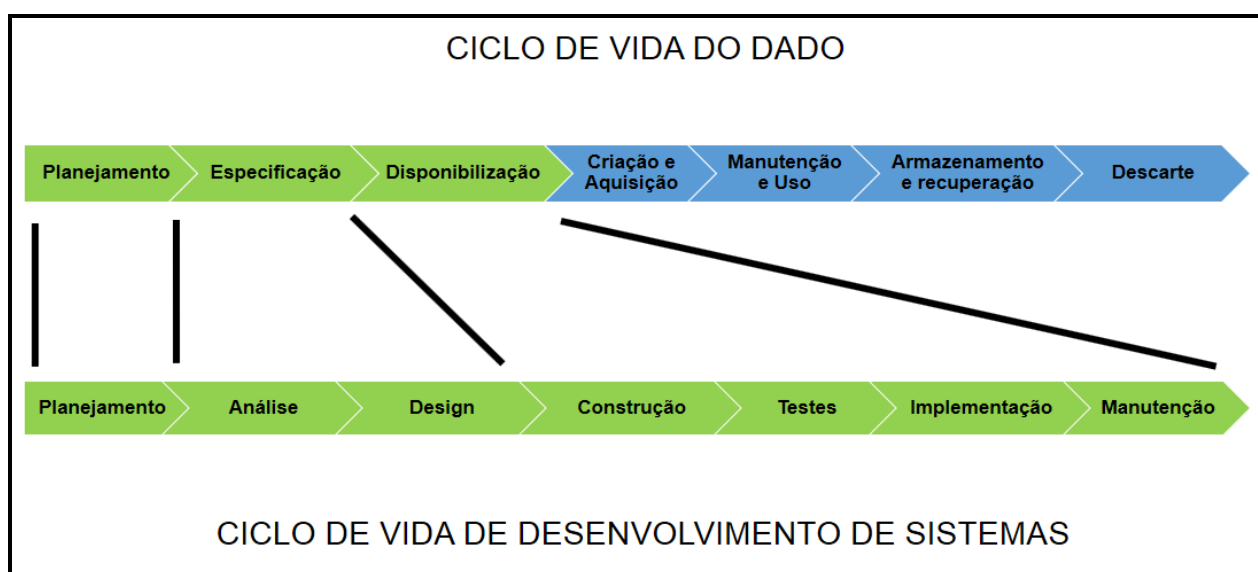 CICLO DE VIDA DO DADO
Planejamento
Especificação
Disponibilização
Criação e
Aquisição
Manutenção
e Uso
Armazenamento
e recuperação
Descarte
Planejamento
Análise
Design
Construção
Testes
Implementação
Manutenção
CICLO DE VIDA DE DESENVOLVIMENTO DE SISTEMAS